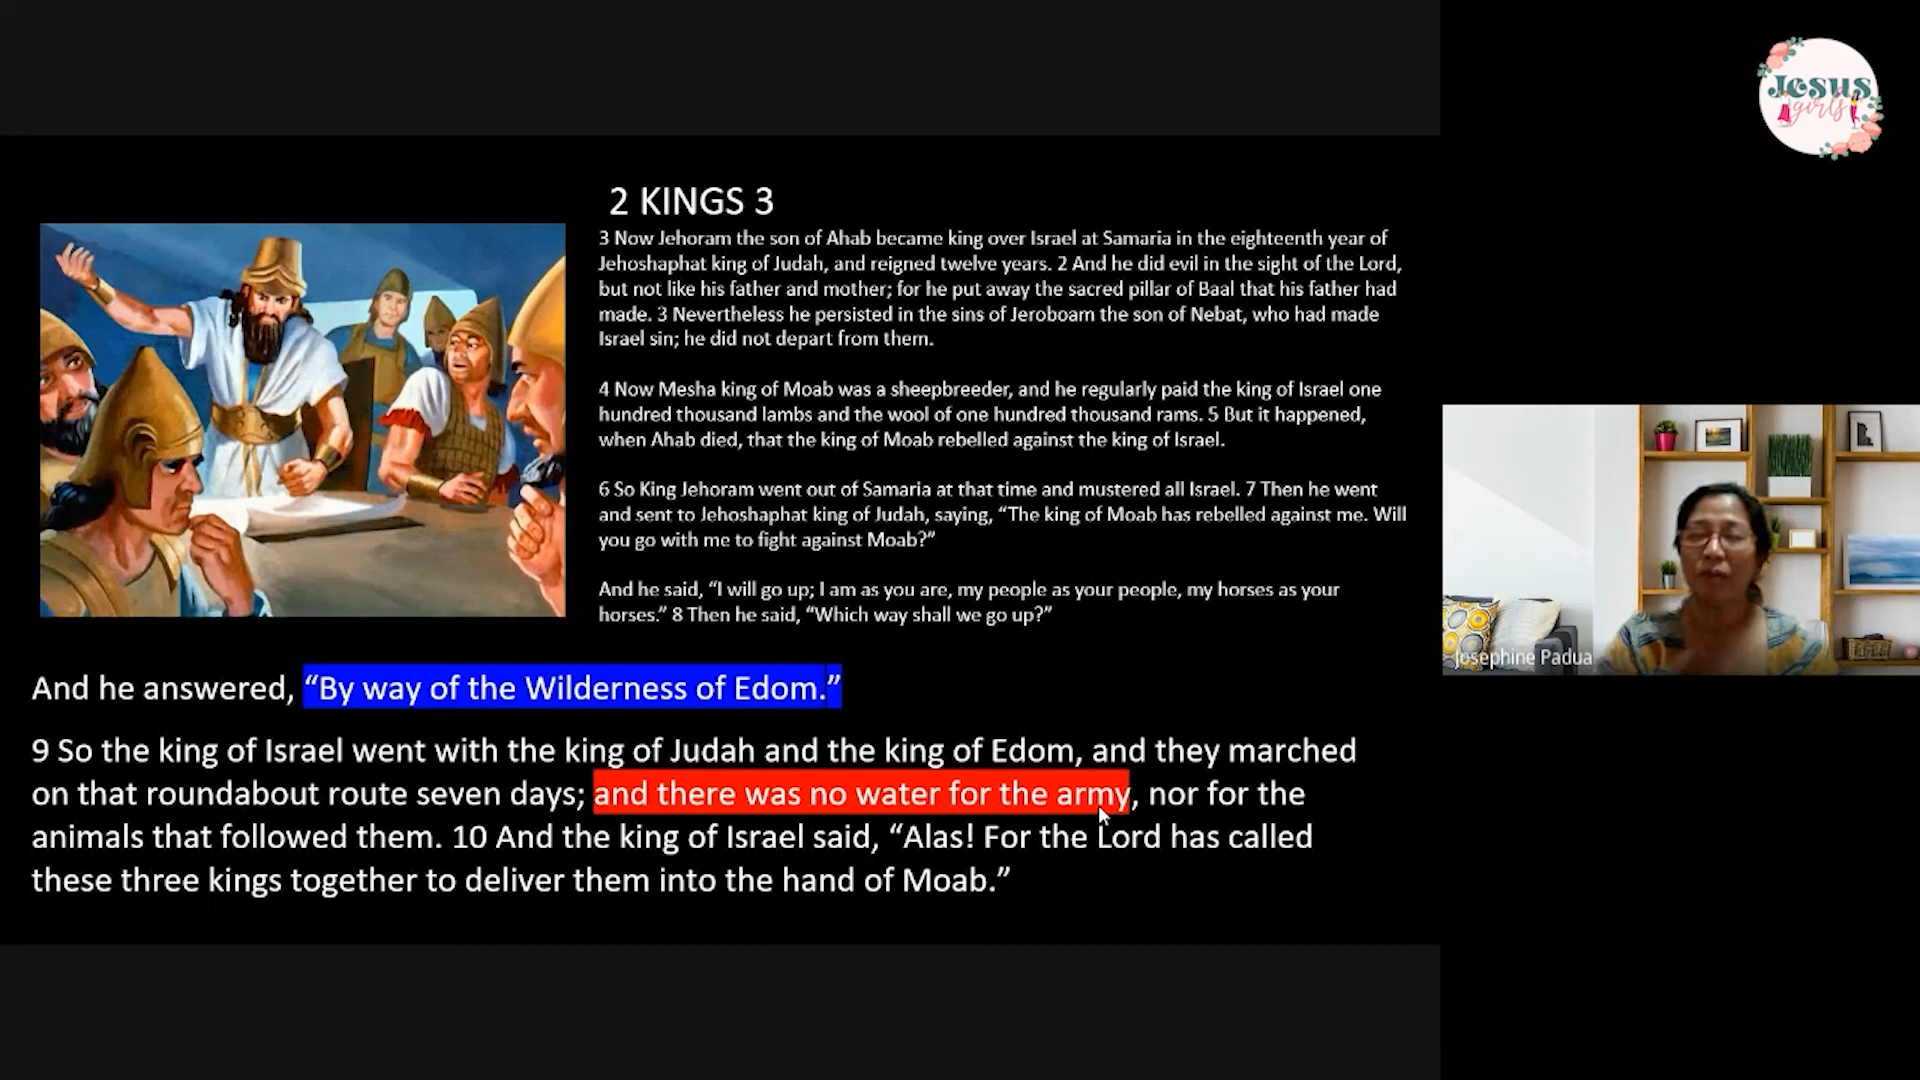 Jesus
girls
2 KINGS 3
3 Now Jehoram the son of Ahab became king over Israel at Samaria in the eighteenth year of
Jehoshaphat king of Judah, and reigned twelve years. 2 And he did evil in the sight of the Lord,
but not like his father and mother; for he put away the sacred pillar of Baal that his father had
made. 3 Nevertheless he persisted in the sins of Jeroboam the son of Nebat, who had made
Israel sin; he did not depart from them.
4 Now Mesha king of Moab was a sheepbreeder, and he regularly paid the king of Israel one
hundred thousand lambs and the wool of one hundred thousand rams. 5 But it happened,
when Ahab died, that the king of Moab rebelled against the king of Israel.
6 So King Jehoram went out of Samaria at that time and mustered all Israel. 7 Then he went
and sent to Jehoshaphat king of Judah, saying, “The king of Moab has rebelled against me. Will
you go with me to fight against Moab?”
And he said, “I will go up; I am as you are, my people as your people, my horses as your
horses.” 8 Then he said, “Which way shall we go up?”
And he answered, “By way of the Wilderness of Edom.”
9 So the king of Israel went with the king of Judah and the king of Edom, and they marched
on that roundabout route seven days; and there was no water for the army, nor for the
animals that followed them. 10 And the king of Israel said, “Alas! For the Lord has called
these three kings together to deliver them into the hand of Moab.”
Josephine Padua